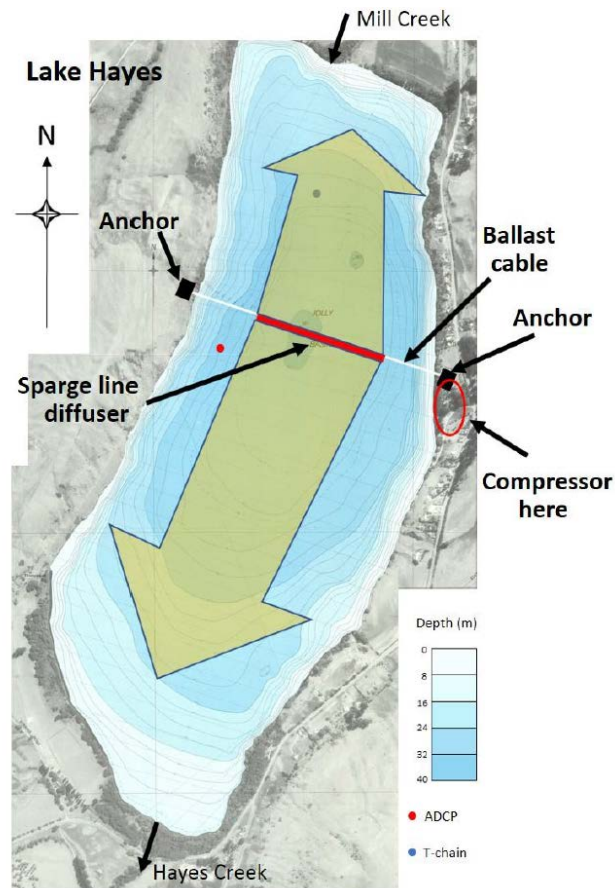 Mill Creek
Lake Hayes
N
Anchor
Ballast
cable
JOLLY
Anchor
Sparge line
diffuser
Compressor
here
Depth (m)
0
8
16
24
32
40
ADCP
T-chain
Hayes Creek